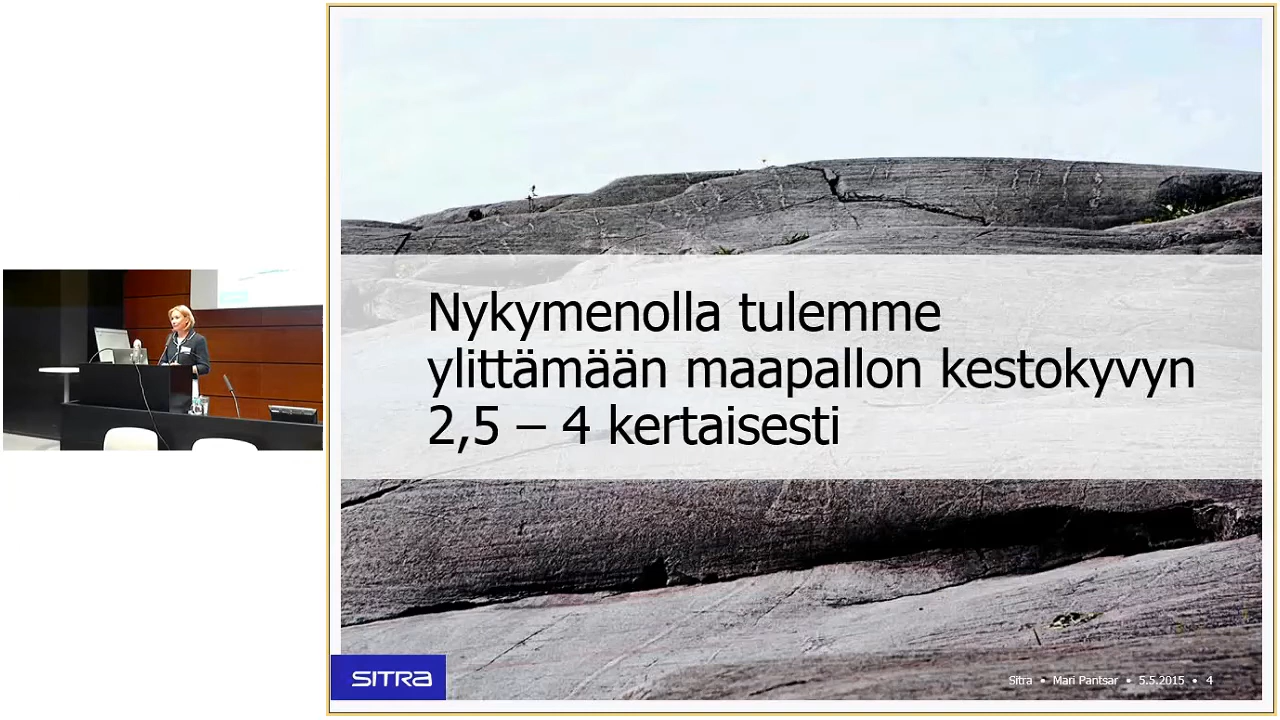 Nykymenolla tulemme
ylittämään maapallon kestokyvyn
2,5 – 4 kertaisesti
SITRA
Sitra • Mari Pantsar • 5.5.2015 • 4